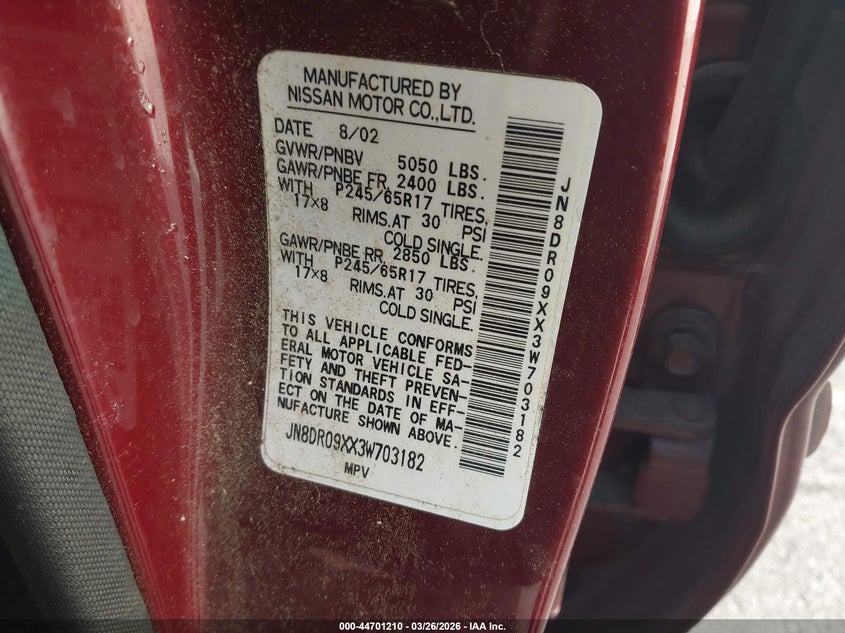 MANUFACTURED BY
NISSAN MOTOR CO.,LTD.
DATE 8/02
GVWR/PNBV 5050 LBS.
GAWR/PNBE FR 2400 LBS.
WITH P245/65R17 TIRES,
17×8 RIMS.AT 30 PSI
COLD SINGLE.
GAWR/PNBE RR 2850 LBS.
WITH P245/65R17 TIRES,
17×8 RIMS.AT 30 PSI
COLD SINGLE.
THIS VEHICLE CONFORMS
TO ALL APPLICABLE FED-
ERAL MOTOR VEHICLE SA-
FETY AND THEFT PREVEN-
TION STANDARDS IN EFF-
ECT ON THE DATE OF MA-
NUFACTURE SHOWN ABOVE.
JN8DR09XX3W703182
MPV
JN8DR09XX3W703182
000-44701210 | 03/26/2026 | IAA Inc.